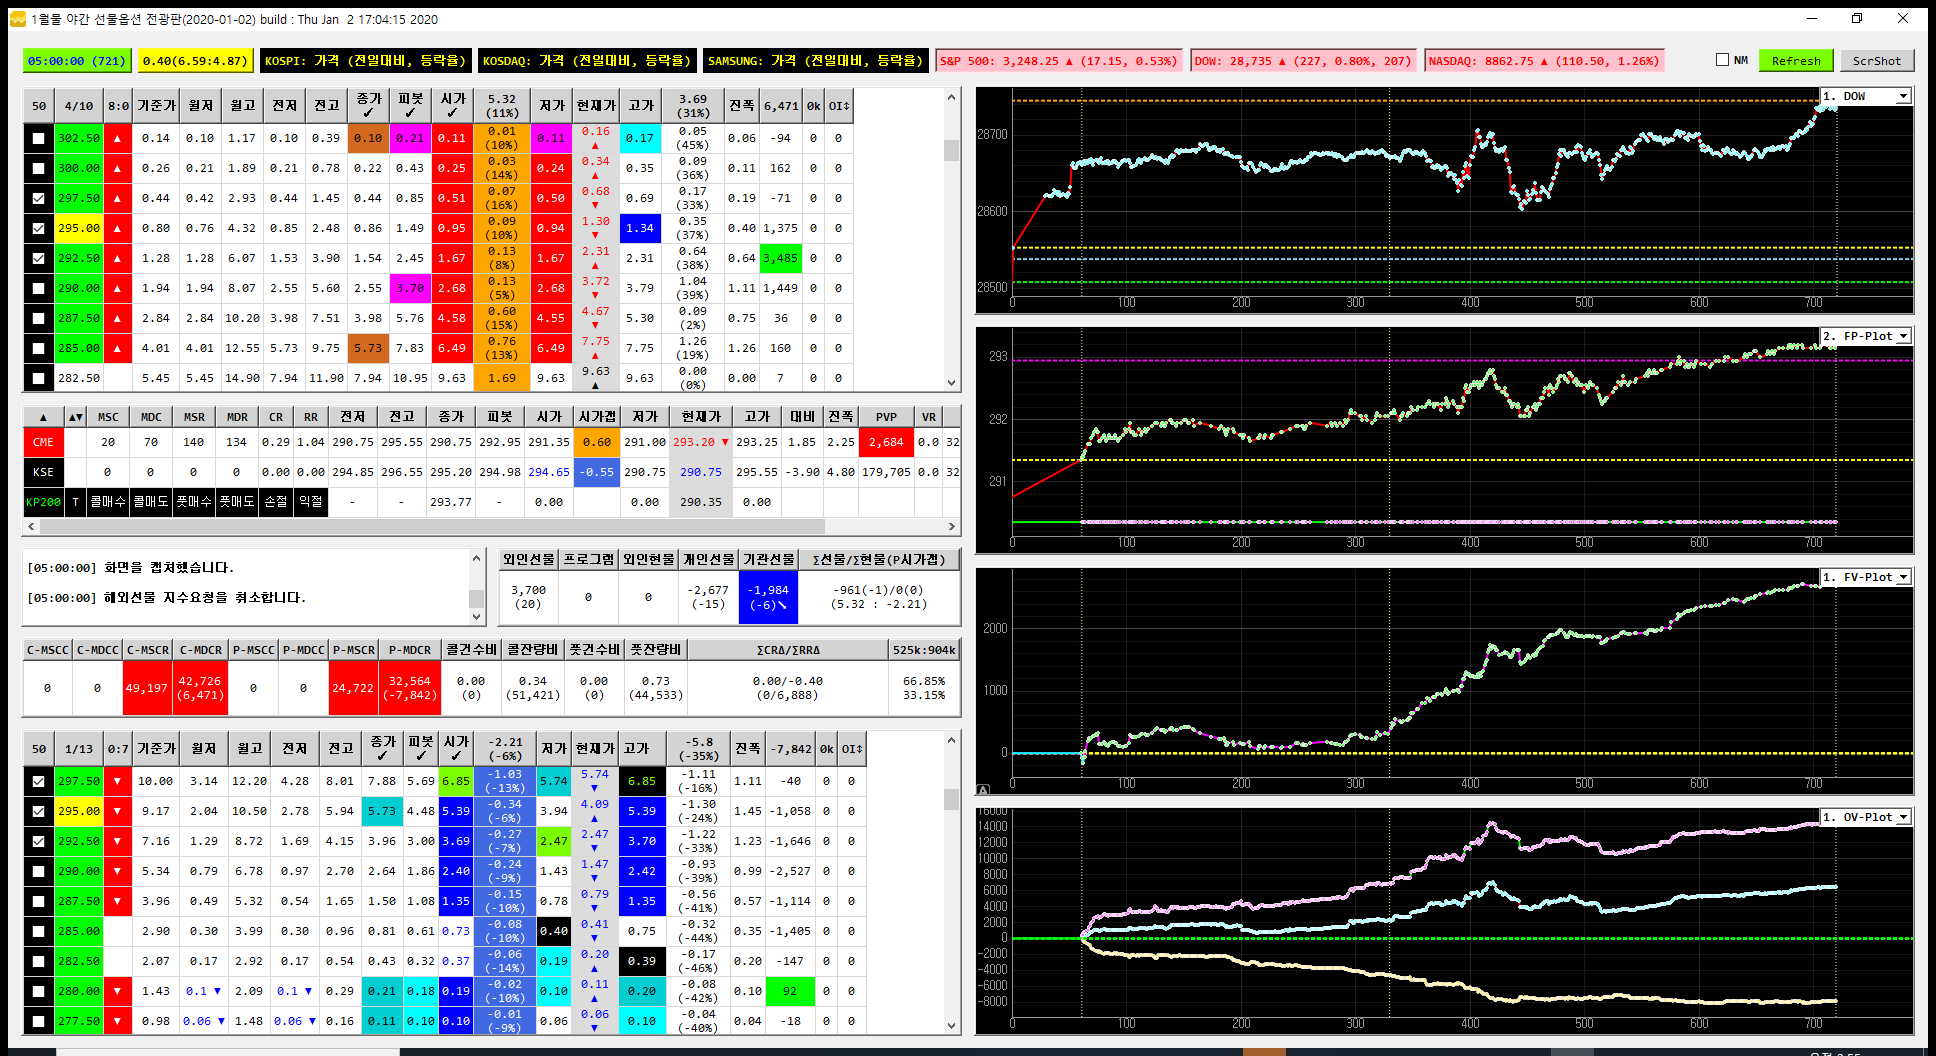 1월물 야간 선물옵션 전광판(2020-01-02) build : Thu Jan 2 17:04:15 2020
05:00:00 (721) 0.40(6.59:4.87) KOSPI: 가격 (전일대비, 등락율) KOSDAQ: 가격 (전일대비, 등락율) SAMSUNG: 가격 (전일대비, 등락율) S&P 500: 3,248.25 ▲ (17.15, 0.53%) DOW: 28,735 ▲ (227, 0.80%, 207) NASDAQ: 8862.75 ▲ (110.50, 1.26%) NM Refresh ScrShot
50 4/10 8:0 기준가 월저 월고 전저 전고 종가✓ 피봇✓ 시가✓ 5.32 (11%) 저가 현재가 고가 3.69 (31%) 진폭 6,471 0k OI↕
302.50 ▲ 0.14 0.10 1.17 0.10 0.39 0.10 0.21 0.11 0.01 (10%) 0.11 0.16 ▲ 0.17 0.05 (45%) 0.06 -94 0 0
300.00 ▲ 0.26 0.21 1.89 0.21 0.78 0.22 0.43 0.25 0.03 (14%) 0.24 0.34 ▲ 0.35 0.09 (36%) 0.11 162 0 0
297.50 ▲ 0.44 0.42 2.93 0.44 1.45 0.44 0.85 0.51 0.07 (16%) 0.50 0.68 ▼ 0.69 0.17 (33%) 0.19 -71 0 0
295.00 ▲ 0.80 0.76 4.32 0.85 2.48 0.86 1.49 0.95 0.09 (10%) 0.94 1.30 ▼ 1.34 0.35 (37%) 0.40 1,375 0 0
292.50 ▲ 1.28 1.28 6.07 1.53 3.90 1.54 2.45 1.67 0.13 (8%) 1.67 2.31 ▲ 2.31 0.64 (38%) 0.64 3,485 0 0
290.00 ▲ 1.94 1.94 8.07 2.55 5.60 2.55 3.70 2.68 0.13 (5%) 2.68 3.72 ▼ 3.79 1.04 (39%) 1.11 1,449 0 0
287.50 ▲ 2.84 2.84 10.20 3.98 7.51 3.98 5.76 4.58 0.60 (15%) 4.55 4.67 ▼ 5.30 0.09 (2%) 0.75 36 0 0
285.00 ▲ 4.01 4.01 12.55 5.73 9.75 5.73 7.83 6.49 0.76 (13%) 6.49 7.75 ▲ 7.75 1.26 (19%) 1.26 160 0 0
282.50 5.45 5.45 14.90 7.94 11.90 7.94 10.95 9.63 1.69 9.63 9.63 ▲ 9.63 0.00 (0%) 0.00 7 0 0
▲ ▲▼ MSC MDC MSR MDR CR RR 전저 전고 종가 피봇 시가 시가갭 저가 현재가 고가 대비 진폭 PVP VR
CME 20 70 140 134 0.29 1.04 290.75 295.55 290.75 292.95 291.35 0.60 291.00 293.20 ▼ 293.25 1.85 2.25 2,684 0.0 32
KSE 0 0 0 0 0.00 0.00 294.85 296.55 295.20 294.98 294.65 -0.55 290.75 290.75 295.55 -3.90 4.80 179,705 0.0 32
KP200 T 콜매수 콜매도 풋매수 풋매도 손절 익절 - - 293.77 - 0.00 0.00 290.35 0.00
[05:00:00] 화면을 캡처했습니다.
[05:00:00] 해외선물 지수요청을 취소합니다.
외인선물 프로그램 외인현물 개인선물 기관선물 Σ선물/Σ현물(P시가갭)
3,700 (20) 0 0 -2,677 (-15) -1,984 (-6)⬊ -961(-1)/0(0) (5.32 : -2.21)
C-MSCC C-MDCC C-MSCR C-MDCR P-MSCC P-MDCC P-MSCR P-MDCR 콜건수비 콜잔량비 풋건수비 풋잔량비 ΣCRΔ/ΣRRΔ 525k:904k
0 0 49,197 42,726 (6,471) 0 0 24,722 32,564 (-7,842) 0.00 (0) 0.34 (51,421) 0.00 (0) 0.73 (44,533) 0.00/-0.40 (0/6,888) 66.85% 33.15%
50 1/13 0:7 기준가 월저 월고 전저 전고 종가✓ 피봇✓ 시가✓ -2.21 (-6%) 저가 현재가 고가 -5.8 (-35%) 진폭 -7,842 0k OI↕
297.50 ▼ 10.00 3.14 12.20 4.28 8.01 7.88 5.69 6.85 -1.03 (-13%) 5.74 5.74 ▼ 6.85 -1.11 (-16%) 1.11 -40 0 0
295.00 ▼ 9.17 2.04 10.50 2.78 5.94 5.73 4.48 5.39 -0.34 (-6%) 3.94 4.09 ▲ 5.39 -1.30 (-24%) 1.45 -1,058 0 0
292.50 ▼ 7.16 1.29 8.72 1.69 4.15 3.96 3.00 3.69 -0.27 (-7%) 2.47 2.47 ▼ 3.70 -1.22 (-33%) 1.23 -1,646 0 0
290.00 ▼ 5.34 0.79 6.78 0.97 2.70 2.64 1.86 2.40 -0.24 (-9%) 1.43 1.47 ▼ 2.42 -0.93 (-39%) 0.99 -2,527 0 0
287.50 ▼ 3.96 0.49 5.32 0.54 1.65 1.50 1.08 1.35 -0.15 (-10%) 0.78 0.79 ▼ 1.35 -0.56 (-41%) 0.57 -1,114 0 0
285.00 2.90 0.30 3.99 0.30 0.96 0.81 0.61 0.73 -0.08 (-10%) 0.40 0.41 ▼ 0.75 -0.32 (-44%) 0.35 -1,405 0 0
282.50 2.07 0.17 2.92 0.17 0.54 0.43 0.32 0.37 -0.06 (-14%) 0.19 0.20 ▲ 0.39 -0.17 (-46%) 0.20 -147 0 0
280.00 ▼ 1.43 0.1 ▼ 2.09 0.1 ▼ 0.29 0.21 0.18 0.19 -0.02 (-10%) 0.10 0.11 ▲ 0.20 -0.08 (-42%) 0.10 92 0 0
277.50 ▼ 0.98 0.06 ▼ 1.48 0.06 ▼ 0.16 0.11 0.10 0.10 -0.01 (-9%) 0.06 0.06 ▼ 0.10 -0.04 (-40%) 0.04 -18 0 0
1. DOW
28700
28600
28500
0 100 200 300 400 500 600 700
2. FP-Plot
293
292
291
0 100 200 300 400 500 600 700
1. FV-Plot
2000
1000
0
A
0 100 200 300 400 500 600 700
1. OV-Plot
16000
14000
12000
10000
8000
6000
4000
2000
0
-2000
-4000
-6000
-8000
0 100 200 300 400 500 600 700